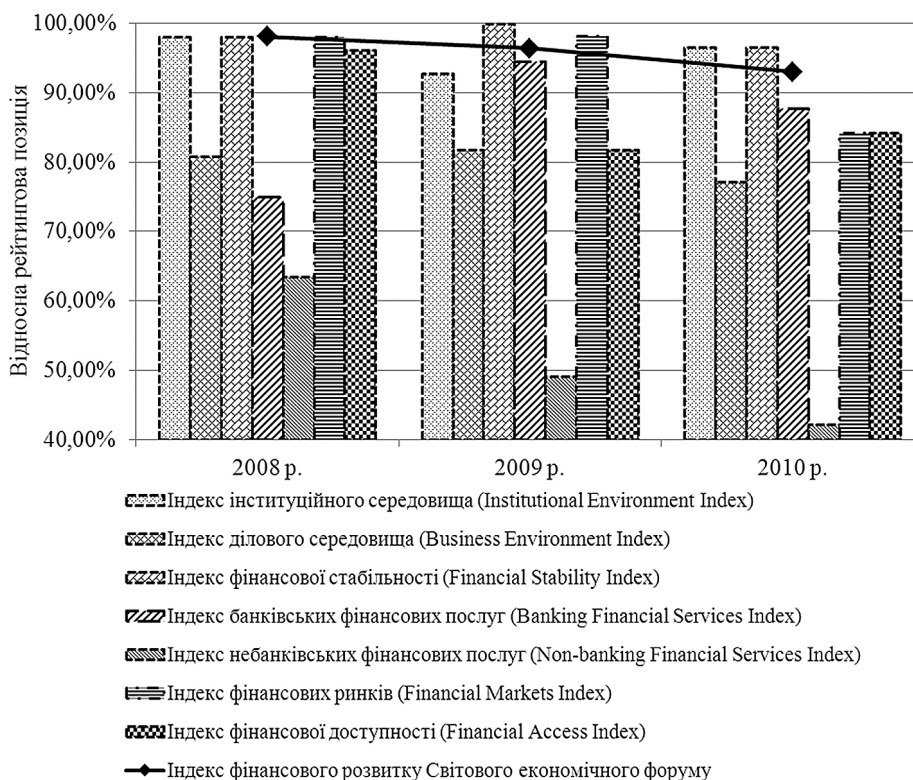 Відносна рейтингова позиція
100,00%
90,00%
80,00%
70,00%
60,00%
50,00%
40,00%
2008 р.
2009 р.
2010 р.
Індекс інституційного середовища (Institutional Environment Index)
Індекс ділового середовища (Business Environment Index)
Індекс фінансової стабільності (Financial Stability Index)
Індекс банківських фінансових послуг (Banking Financial Services Index)
Індекс небанківських фінансових послуг (Non-banking Financial Services Index)
Індекс фінансових ринків (Financial Markets Index)
Індекс фінансової доступності (Financial Access Index)
Індекс фінансового розвитку Світового економічного форуму